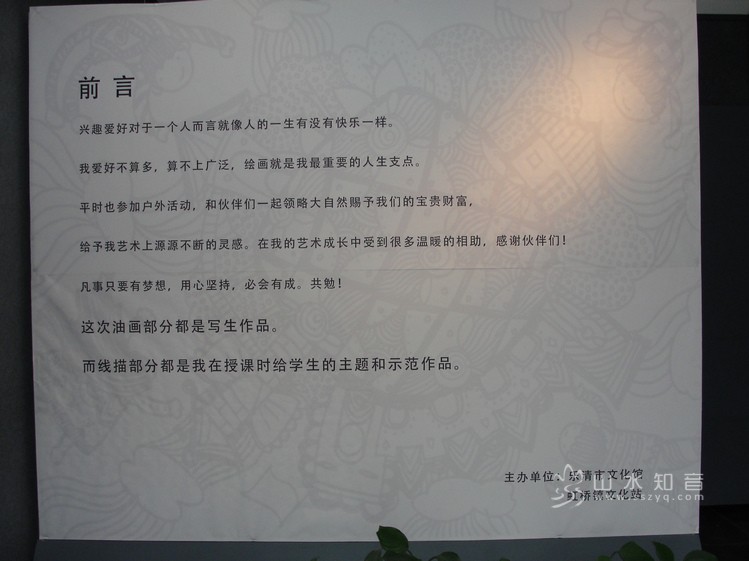 前言
兴趣爱好对于一个人而言就像人的一生有没有快乐一样。
我爱好不算多，算不上广泛，绘画就是我最重要的人生支点。
平时也参加户外活动，和伙伴们一起领略大自然赐予我们的宝贵财富，
给予我艺术上源源不断的灵感。在我的艺术成长中受到很多温暖的相助，感谢伙伴们！
凡事只要有梦想，用心坚持，必会有成。共勉！
这次油画部分都是写生作品。
而线描部分都是我在授课时给学生的主题和示范作品。
主办单位：乐清市文化馆
虹桥镇文化站
山水知音